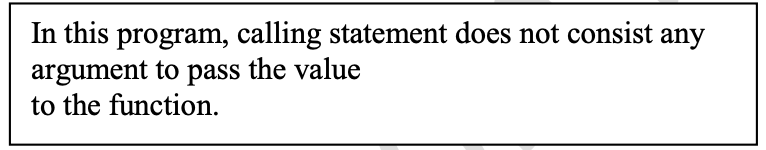 In this program, calling statement does not consist any
argument to pass the value
to the function.